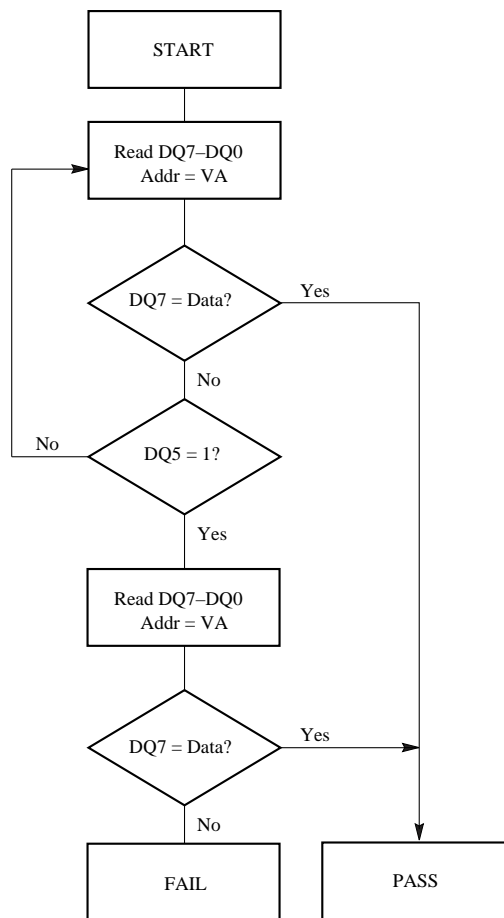 START
Read DQ7–DQ0
Addr = VA
DQ7 = Data?
Yes
No
No
DQ5 = 1?
Yes
Read DQ7–DQ0
Addr = VA
DQ7 = Data?
Yes
No
FAIL
PASS